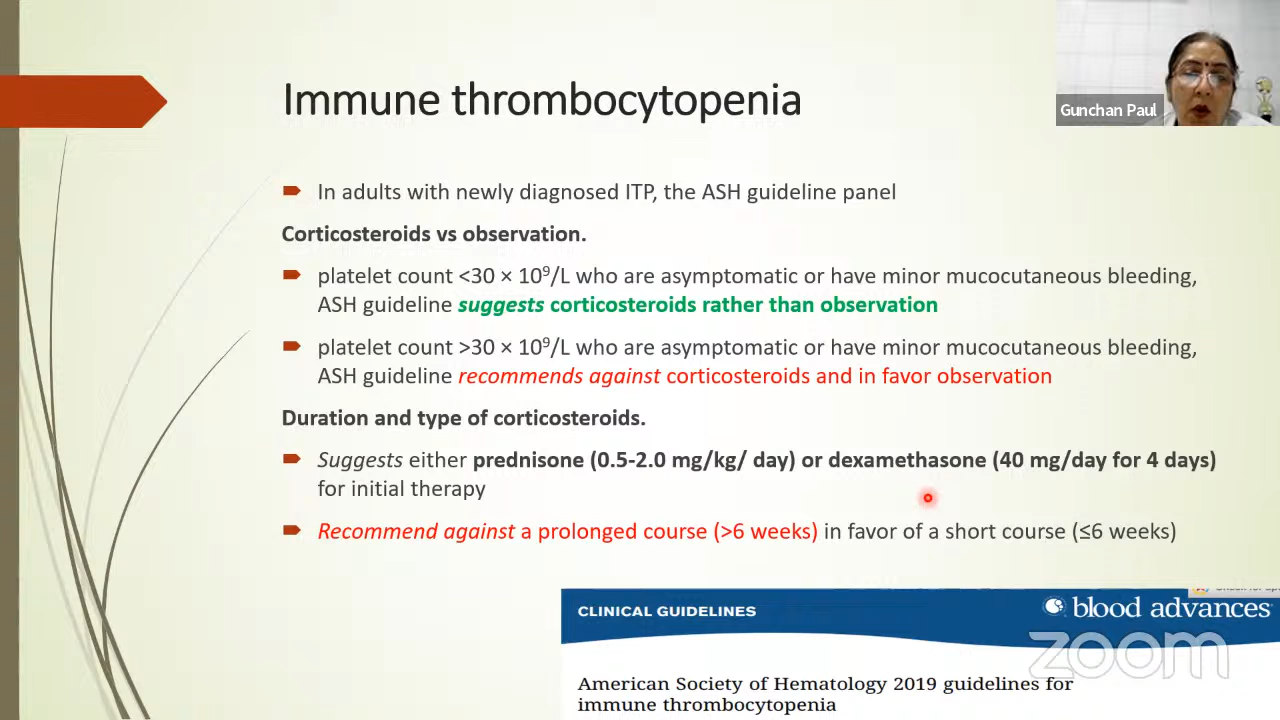 Immune thrombocytopenia
Gunchan Paul
In adults with newly diagnosed ITP, the ASH guideline panel
Corticosteroids vs observation.
platelet count <30 × 10⁹/L who are asymptomatic or have minor mucocutaneous bleeding,
ASH guideline suggests corticosteroids rather than observation
platelet count >30 × 10⁹/L who are asymptomatic or have minor mucocutaneous bleeding,
ASH guideline recommends against corticosteroids and in favor observation
Duration and type of corticosteroids.
Suggests either prednisone (0.5-2.0 mg/kg/ day) or dexamethasone (40 mg/day for 4 days)
for initial therapy
Recommend against a prolonged course (>6 weeks) in favor of a short course (≤6 weeks)
CLINICAL GUIDELINES
blood advances
zoom
American Society of Hematology 2019 guidelines for
immune thrombocytopenia